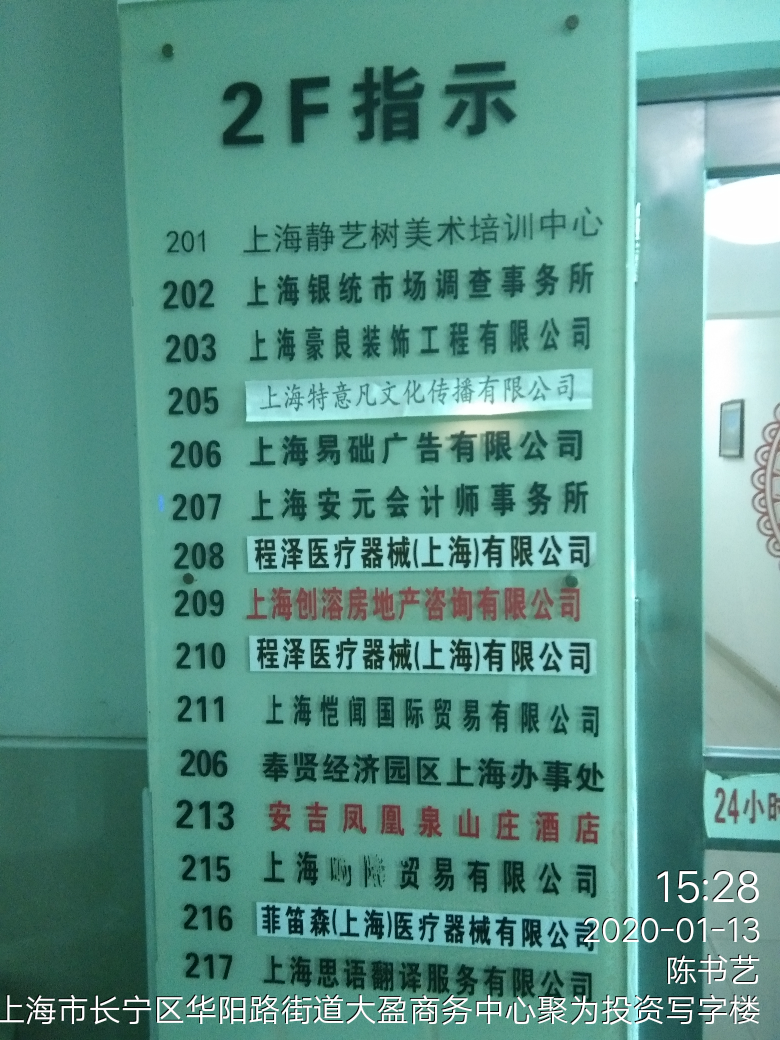 2F指示
201 上海静艺树美术培训中心
202 上海银统市场调查事务所
203 上海豪良装饰工程有限公司
205 上海特意凡文化传播有限公司
206 上海易础广告有限公司
207 上海安元会计师事务所
208 程泽医疗器械(上海)有限公司
209 上海创溶房地产咨询有限公司
210 程泽医疗器械(上海)有限公司
211 上海恺闻国际贸易有限公司
206 奉贤经济园区上海办事处
213 安吉凤凰泉山庄酒店
215 上海 贸易有限公司
216 菲笛森(上海)医疗器械有限公司
217 上海思语翻译服务有限公司
24小时
15:28
2020-01-13
陈书艺
上海市长宁区华阳路街道大盈商务中心聚为投资写字楼